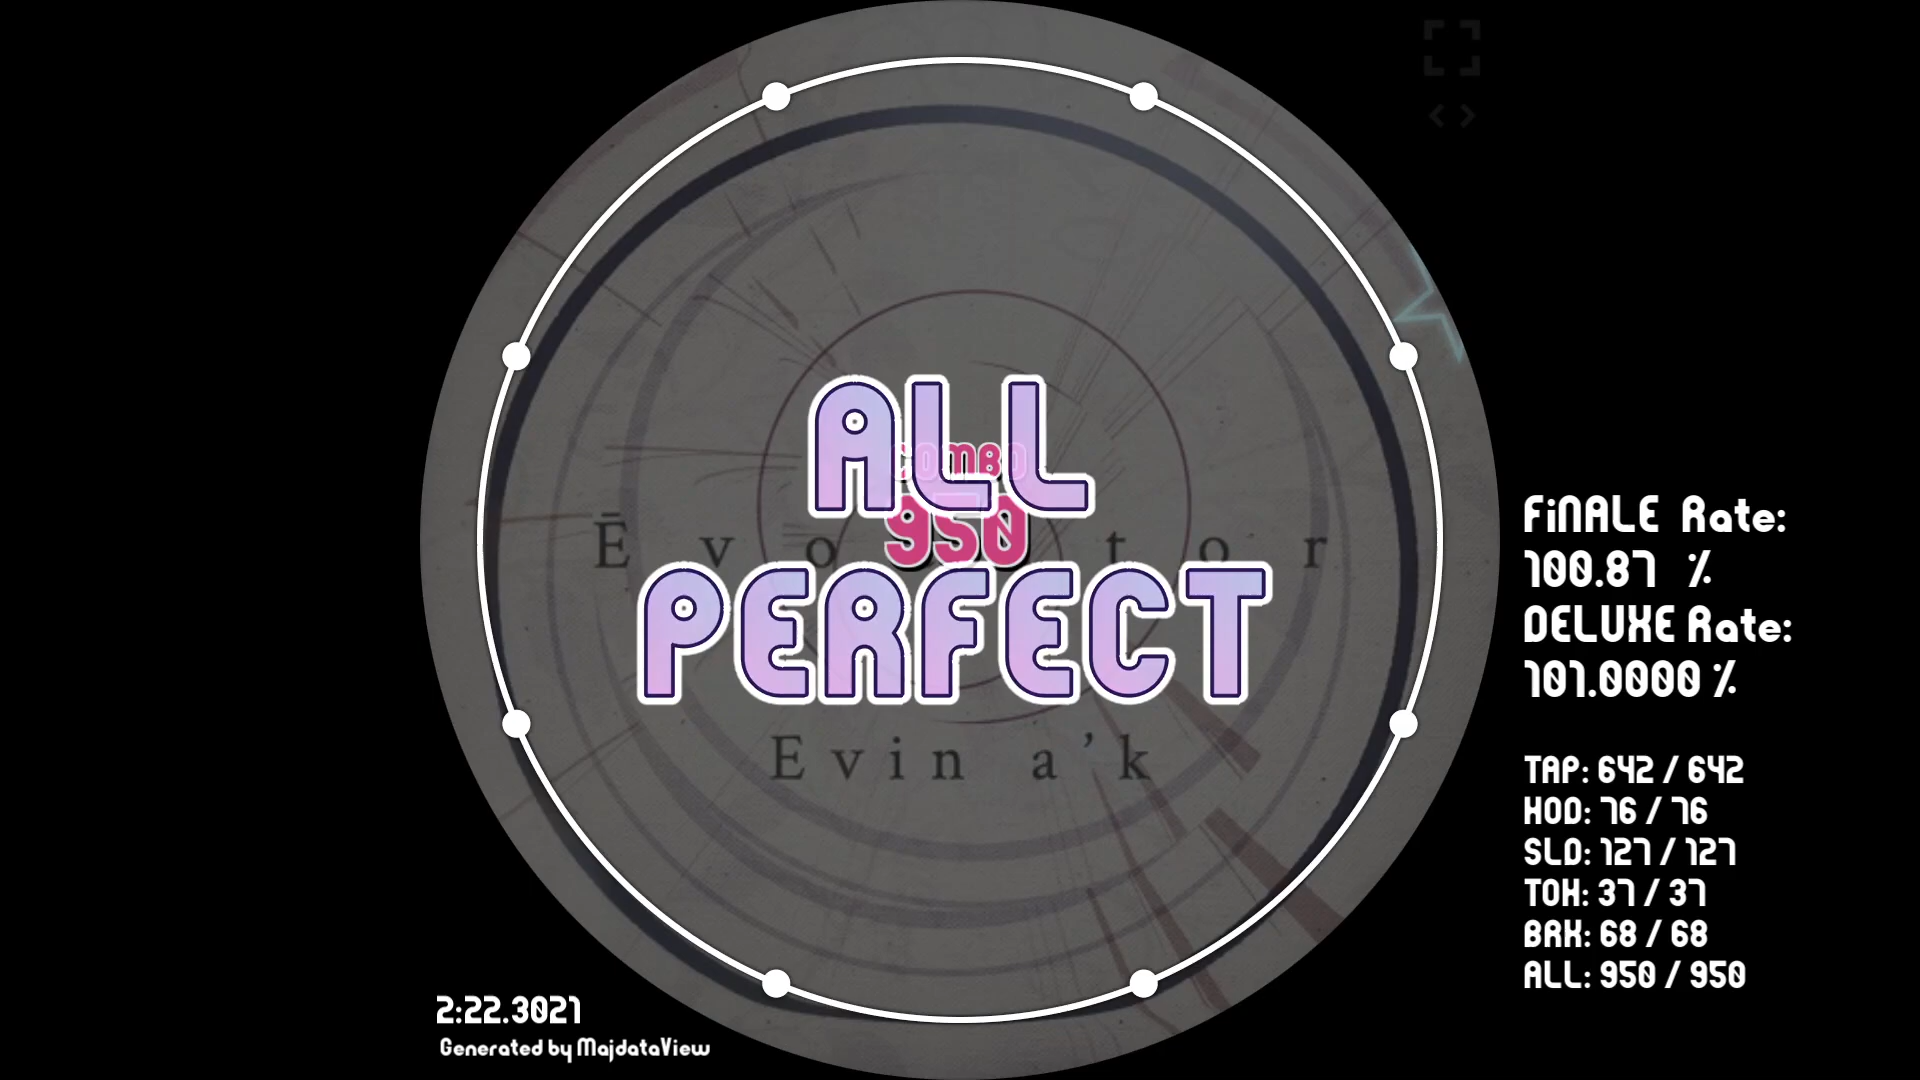 ALL
COMBO
950
PERFECT
Evin a’k
FiNALE Rate:
100.87 %
DELUXE Rate:
101.0000 %
TAP: 642 / 642
HOD: 76 / 76
SLD: 127 / 127
TOH: 37 / 37
BRK: 68 / 68
ALL: 950 / 950
2:22.3021
Generated by MajdataView